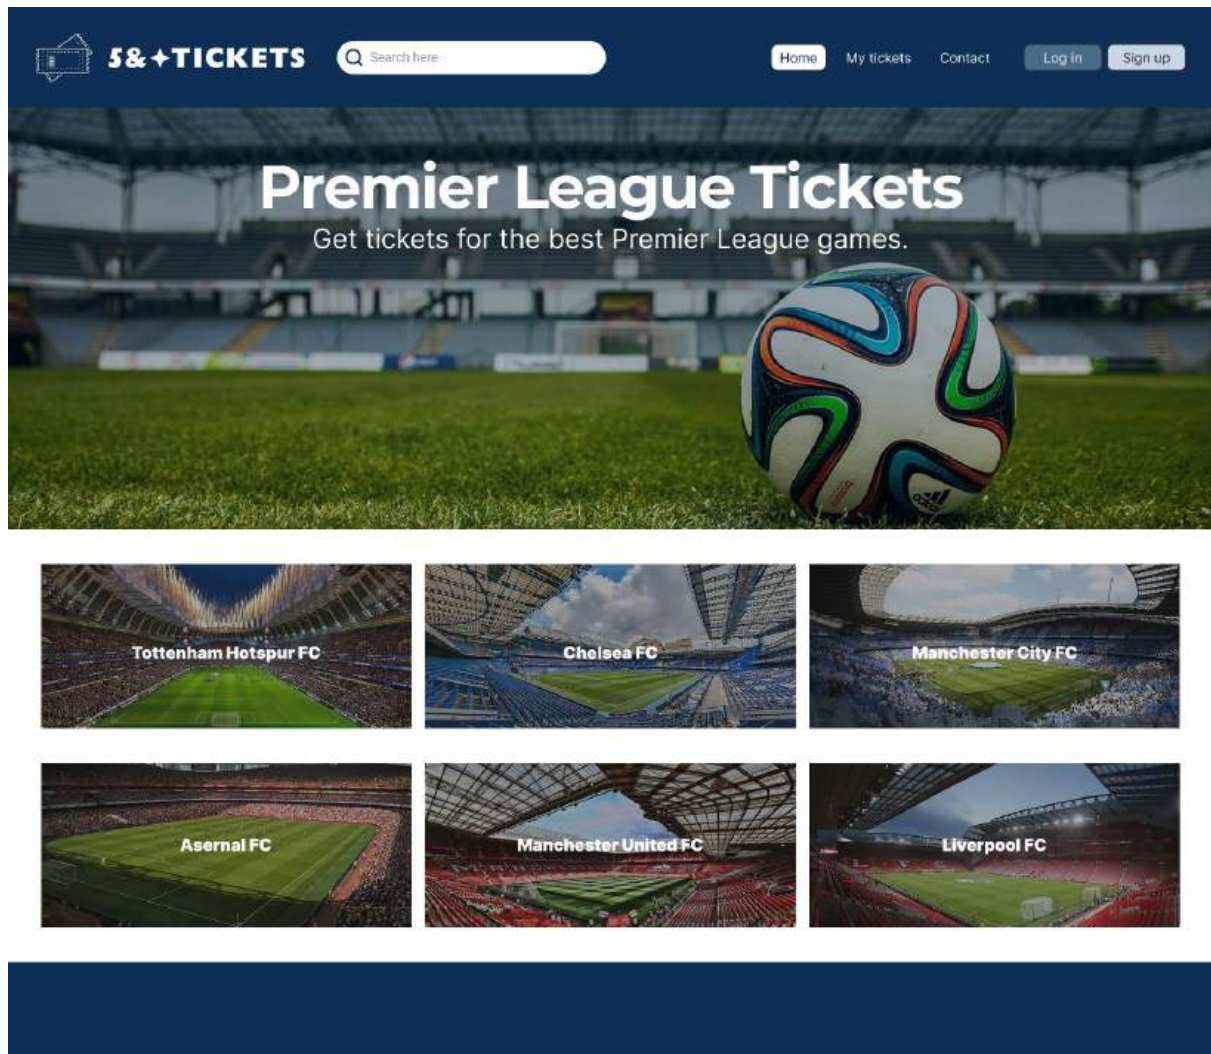 5&✦TICKETS
Search here
Home
My tickets
Contact
Log in
Sign up
Premier League Tickets
Get tickets for the best Premier League games.
adidas
Tottenham Hotspur FC
Chelsea FC
Manchester City FC
Asernal FC
Manchester United FC
Liverpool FC